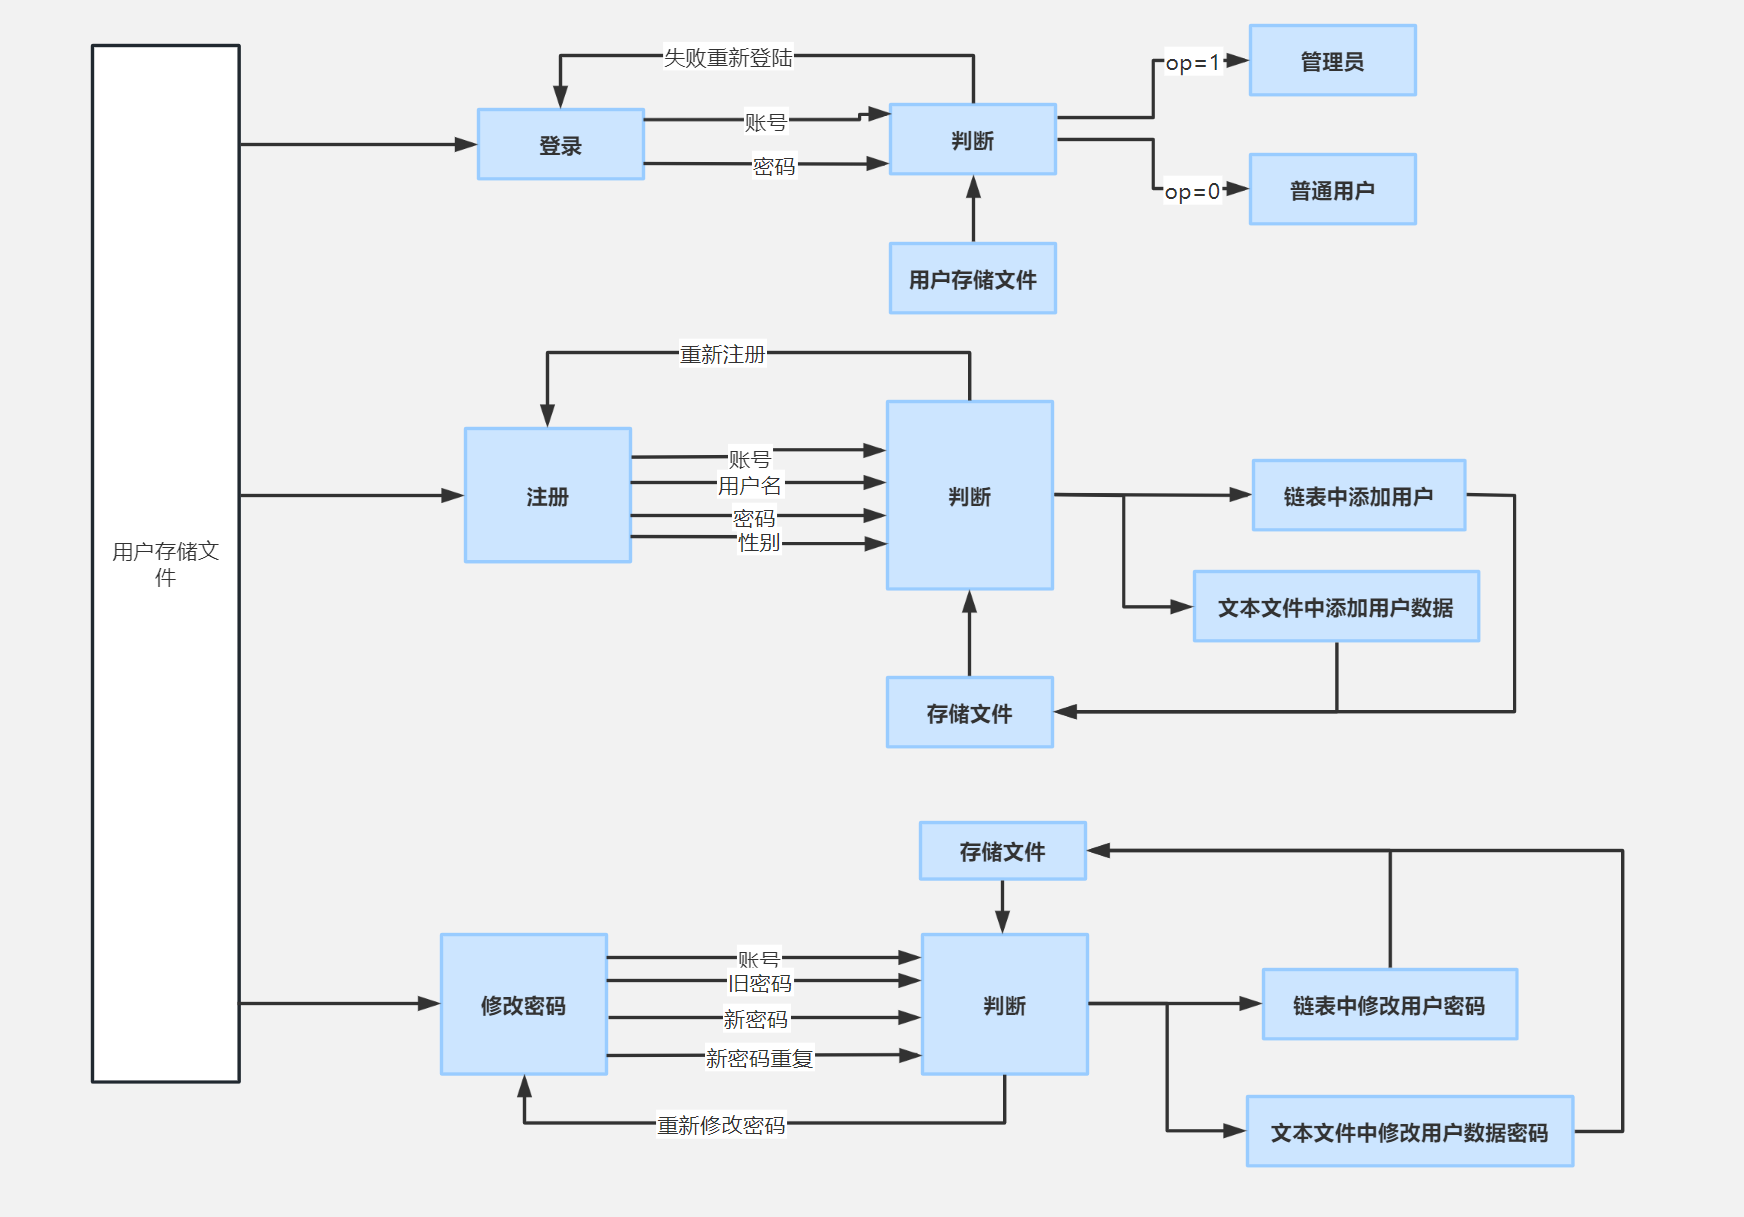 用户存储文
件
失败重新登陆
登录
账号
密码
判断
op=1
管理员
op=0
普通用户
用户存储文件
重新注册
注册
账号
用户名
密码
性别
判断
链表中添加用户
文本文件中添加用户数据
存储文件
存储文件
修改密码
账号
旧密码
新密码
新密码重复
判断
链表中修改用户密码
重新修改密码
文本文件中修改用户数据密码